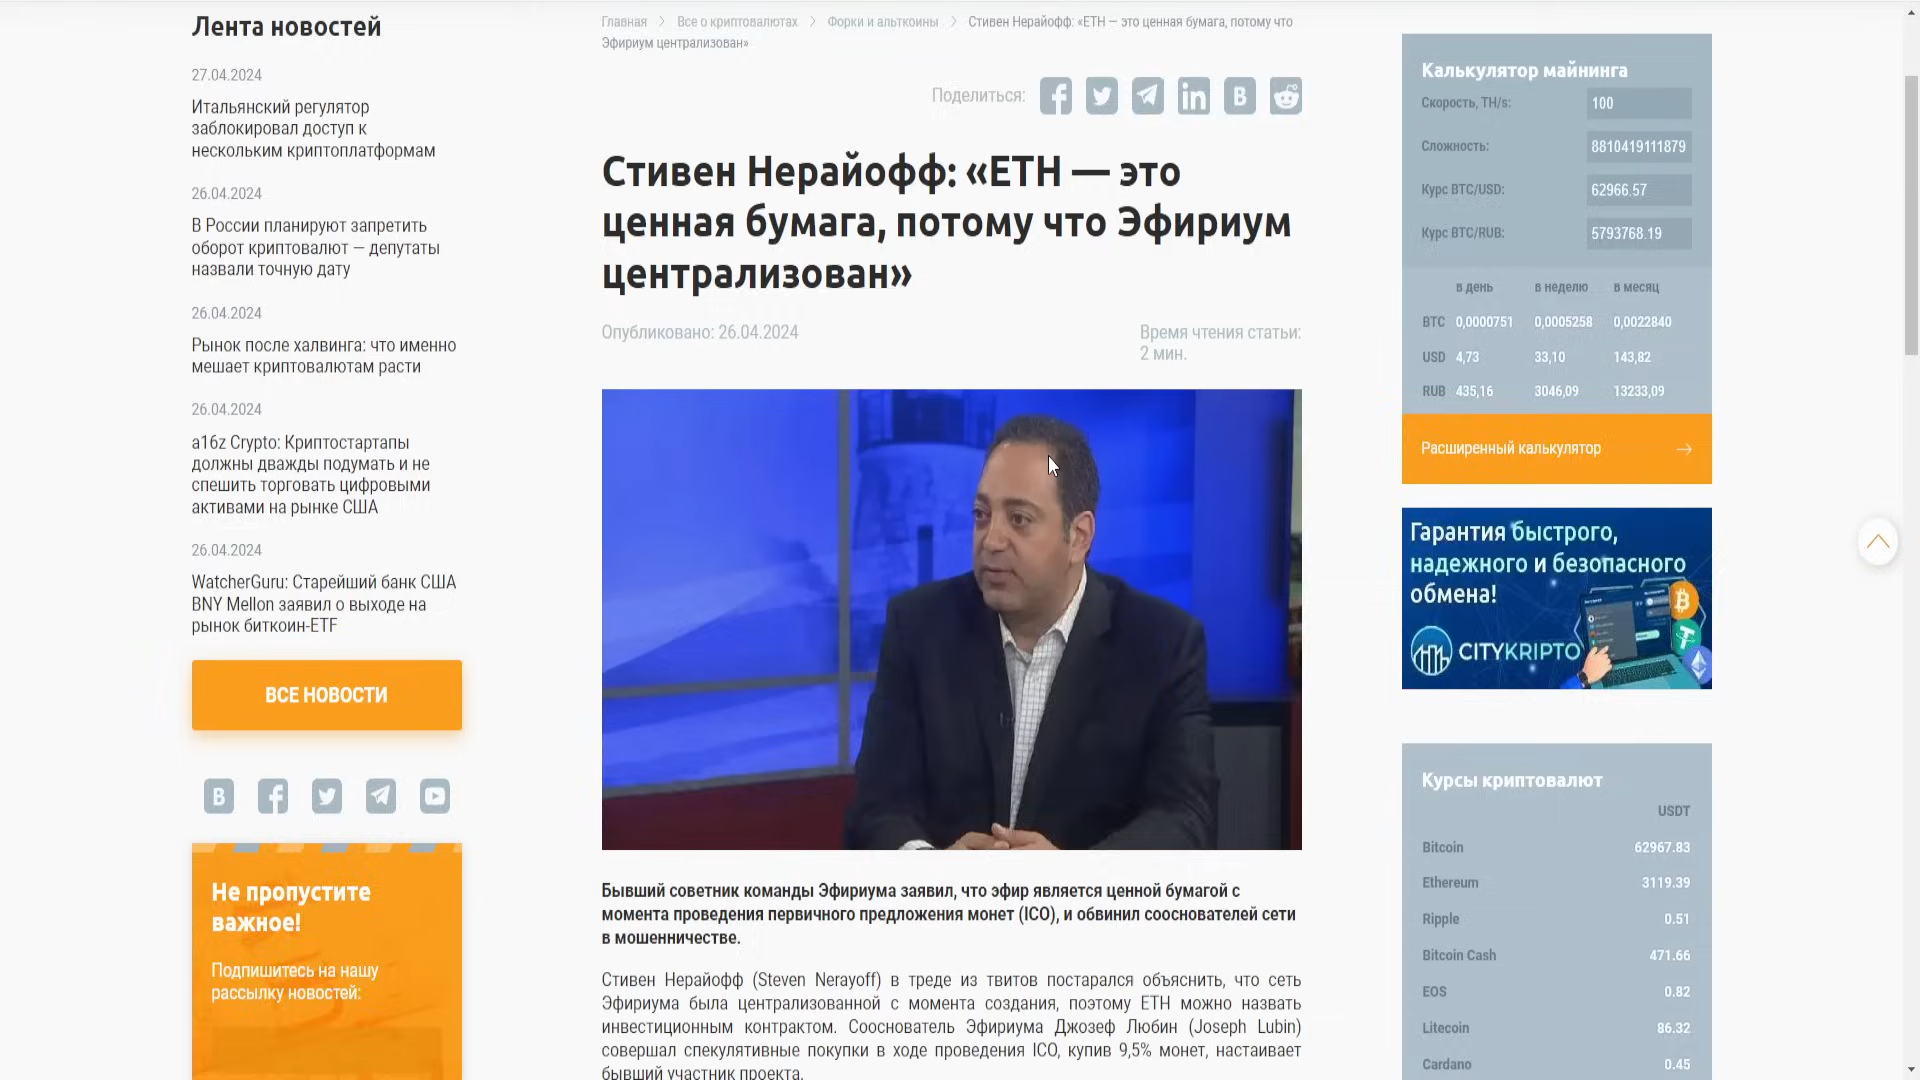 Лента новостей
27.04.2024
Итальянский регулятор
заблокировал доступ к
нескольким криптоплатформам
26.04.2024
В России планируют запретить
оборот криптовалют — депутаты
назвали точную дату
26.04.2024
Рынок после халвинга: что именно
мешает криптовалютам расти
26.04.2024
a16z Crypto: Криптостартапы
должны дважды подумать и не
спешить торговать цифровыми
активами на рынке США
26.04.2024
WatcherGuru: Старейший банк США
BNY Mellon заявил о выходе на
рынок биткоин-ETF
ВСЕ НОВОСТИ
Не пропустите
важное!
Подпишитесь на нашу
рассылку новостей:
Главная > Все о криптовалютах > Форки и альткоины > Стивен Нерайофф: «ETH — это ценная бумага, потому что
Эфириум централизован»
Поделиться:
Стивен Нерайофф: «ETH — это
ценная бумага, потому что Эфириум
централизован»
Опубликовано: 26.04.2024
Время чтения статьи:
2 мин.
Бывший советник команды Эфириума заявил, что эфир является ценной бумагой с
момента проведения первичного предложения монет (ICO), и обвинил сооснователей сети
в мошенничестве.
Стивен Нерайофф (Steven Nerayoff) в треде из твитов постарался объяснить, что сеть
Эфириума была централизованной с момента создания, поэтому ETH можно назвать
инвестиционным контрактом. Сооснователь Эфириума Джозеф Любин (Joseph Lubin)
совершал спекулятивные покупки в ходе проведения ICO, купив 9,5% монет, настаивает
бывший участник проекта.
Калькулятор майнинга
Скорость, TH/s: 100
Сложность: 8810419111879
Курс BTC/USD: 62966.57
Курс BTC/RUB: 5793768.19
в день в неделю в месяц
BTC 0,0000751 0,0005258 0,0022840
USD 4,73 33,10 143,82
RUB 435,16 3046,09 13233,09
Расширенный калькулятор →
Гарантия быстрого,
надежного и безопасного
обмена!
CITYKRIPTO
Курсы криптовалют
USDT
Bitcoin 62967.83
Ethereum 3119.39
Ripple 0.51
Bitcoin Cash 471.66
EOS 0.82
Litecoin 86.32
Cardano 0.45